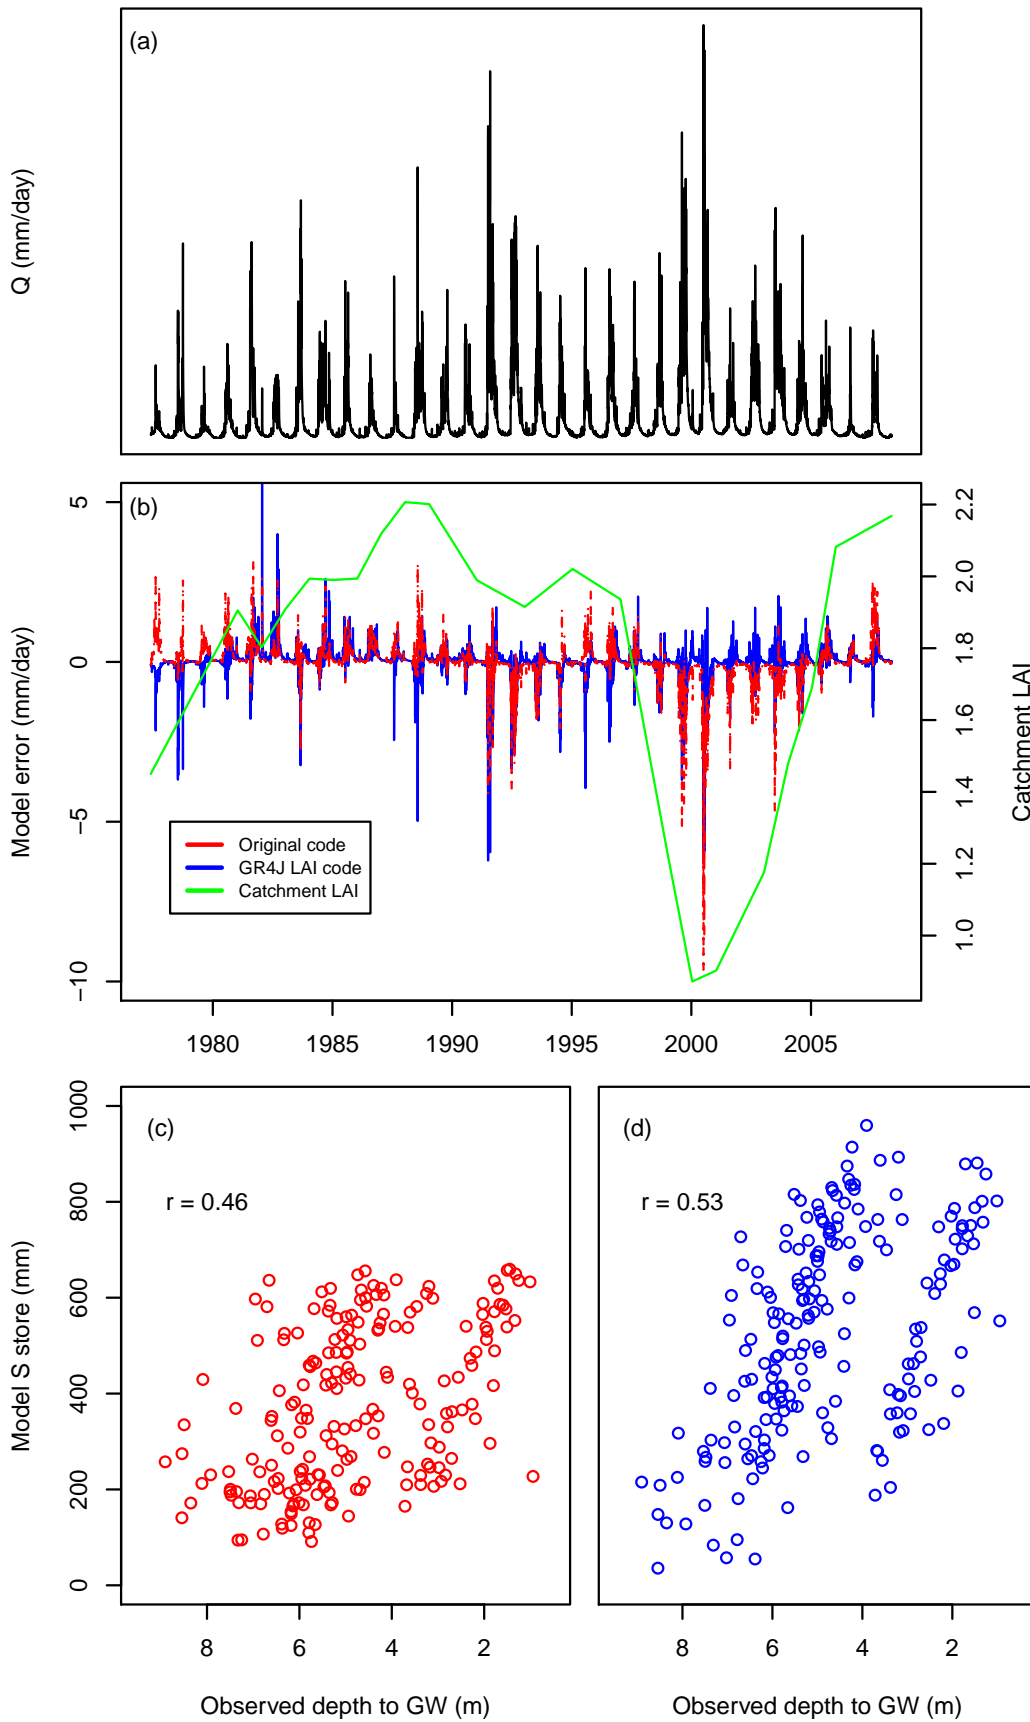 (a)
Q (mm/day)
(b)
5
0
−5
−10
Model error (mm/day)
2.2
2.0
1.8
1.6
1.4
1.2
1.0
Catchment LAI
Original code
GR4J LAI code
Catchment LAI
1980 1985 1990 1995 2000 2005
(c)
r = 0.46
1000
800
600
400
200
0
Model S store (mm)
8 6 4 2
Observed depth to GW (m)
(d)
r = 0.53
8 6 4 2
Observed depth to GW (m)